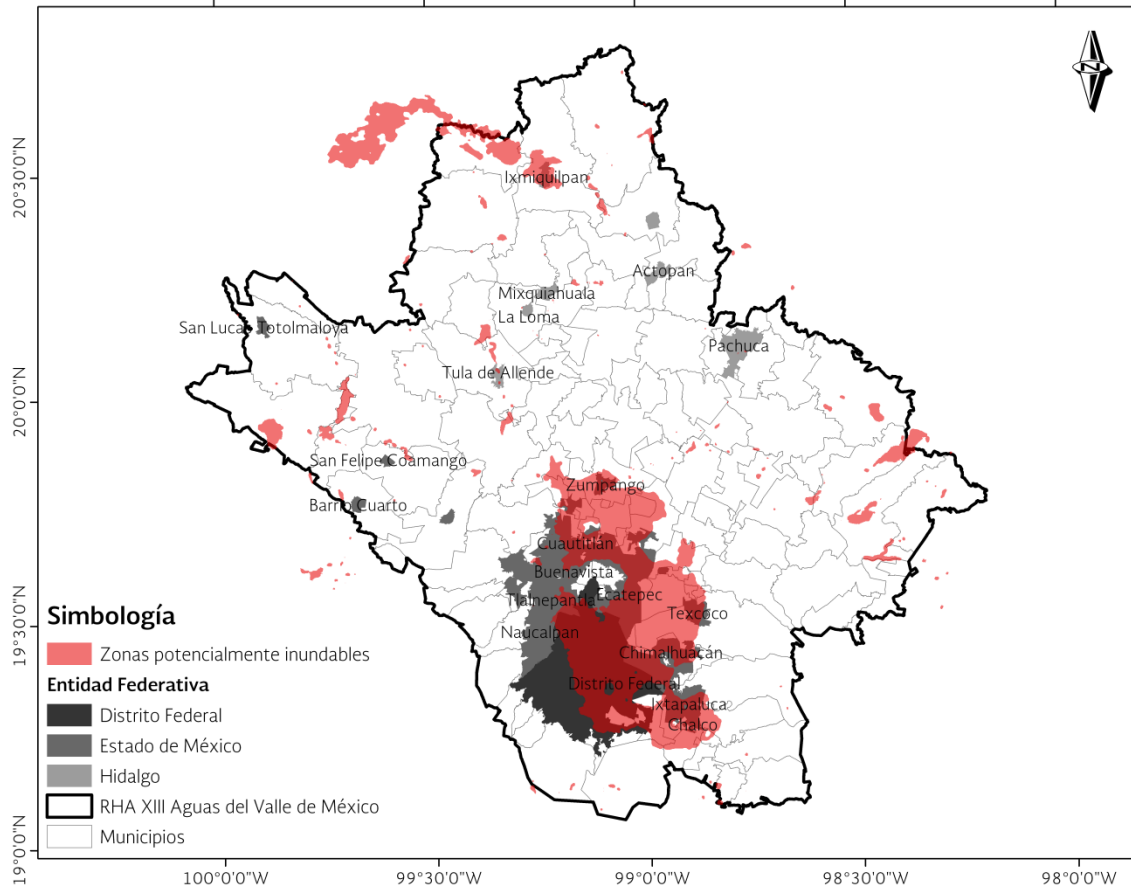 N
20°30'0"N
20°0'0"N
19°30'0"N
19°0'0"N
Ixmiquilpan
Actopan
Mixquiahuala
La Loma
San Lucas Totolmaloya
Pachuca
Tula de Allende
San Felipe Coamango
Zumpango
Barrio Cuarto
Cuautitlán
Buenavista
Tlalnepantla
Ecatepec
Texcoco
Naucalpan
Chimalhuacán
Distrito Federal
Ixtapaluca
Chalco
Simbología
Zonas potencialmente inundables
Entidad Federativa
Distrito Federal
Estado de México
Hidalgo
RHA XIII Aguas del Valle de México
Municipios
100°0'0"W
99°30'0"W
99°0'0"W
98°30'0"W
98°0'0"W